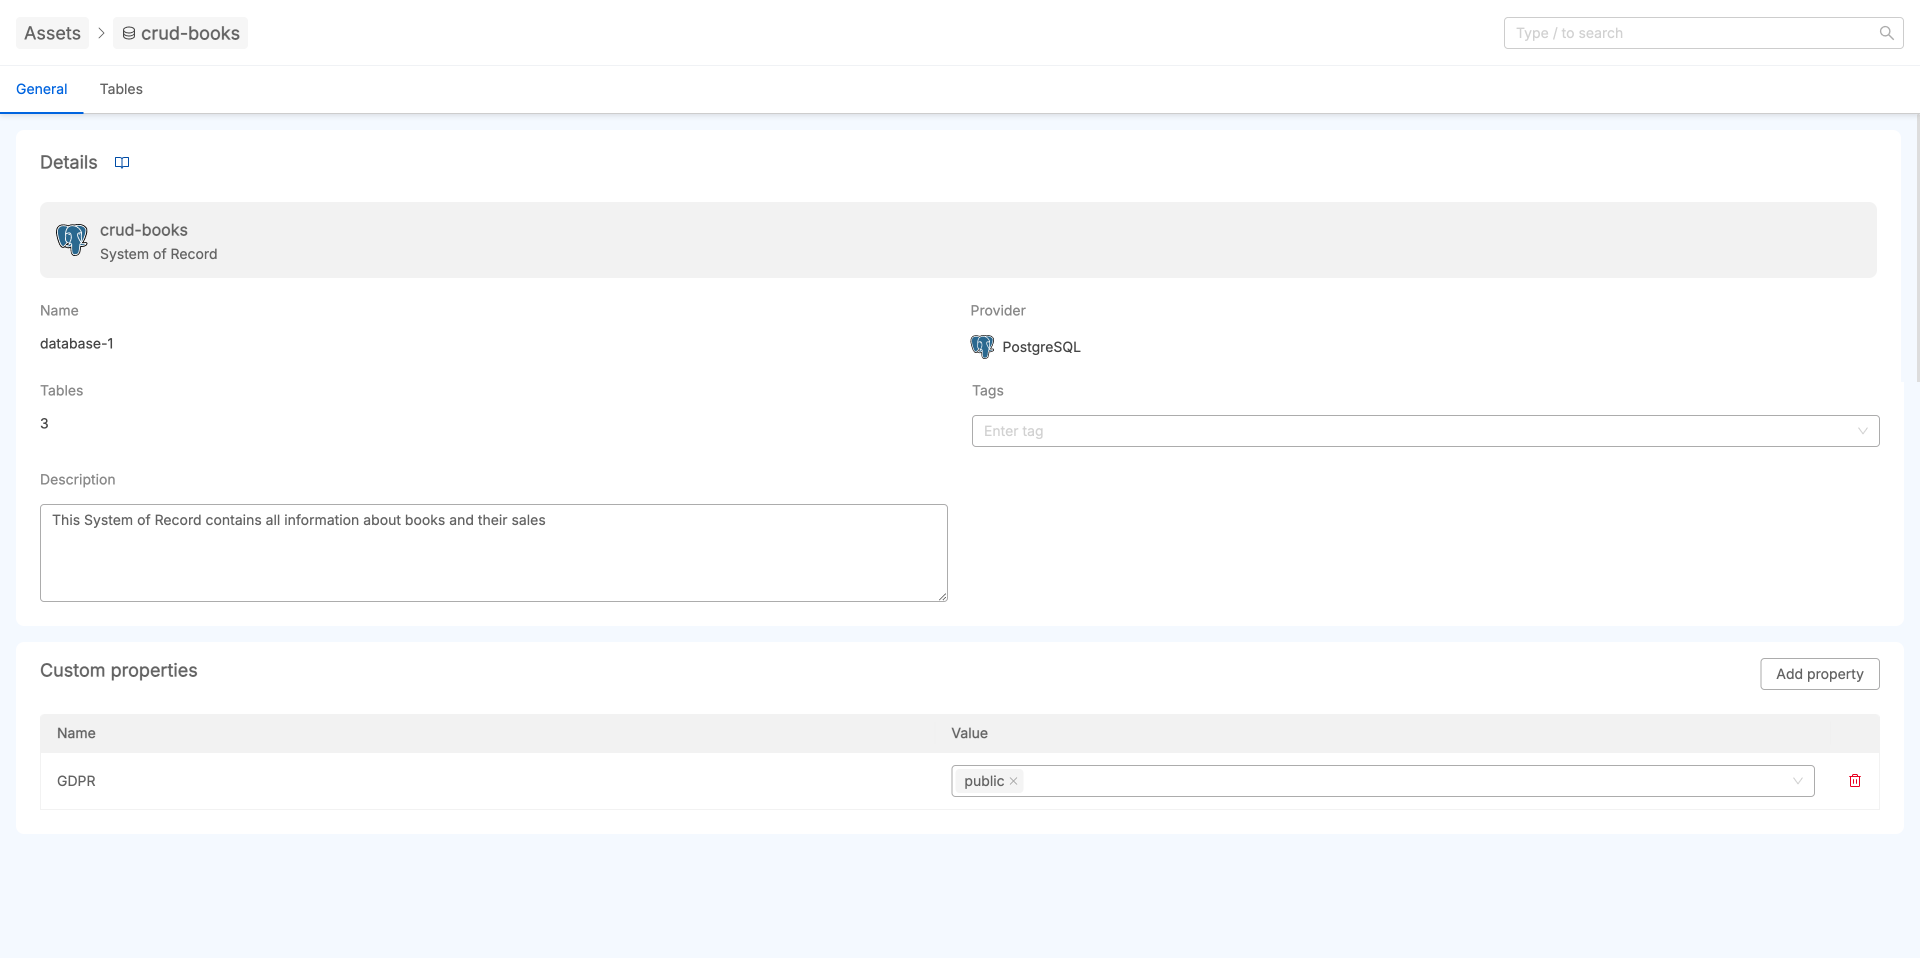 Assets
crud-books
Type / to search
General
Tables
Details
crud-books
System of Record
Name
Provider
database-1
PostgreSQL
Tables
Tags
3
Enter tag
Description
This System of Record contains all information about books and their sales
Custom properties
Add property
Name
Value
GDPR
public